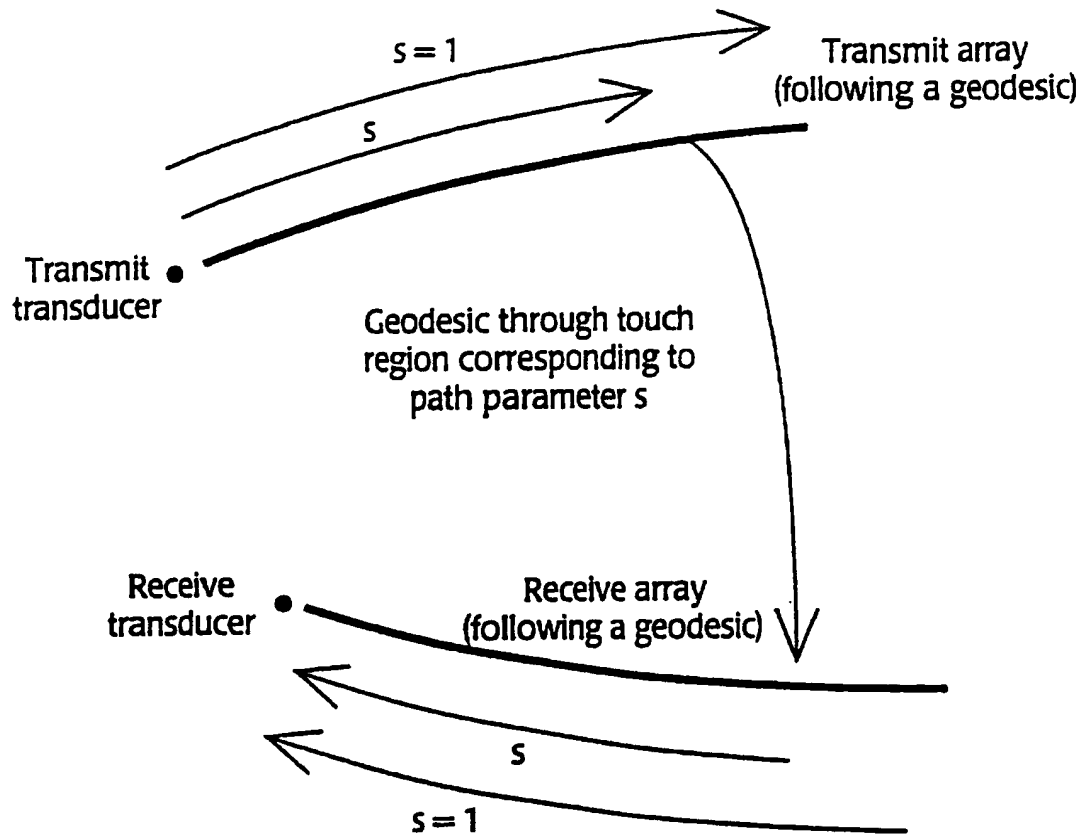 s = 1
Transmit array
(following a geodesic)
s
Transmit
transducer
Geodesic through touch
region corresponding to
path parameter s
Receive
transducer
Receive array
(following a geodesic)
s
s = 1